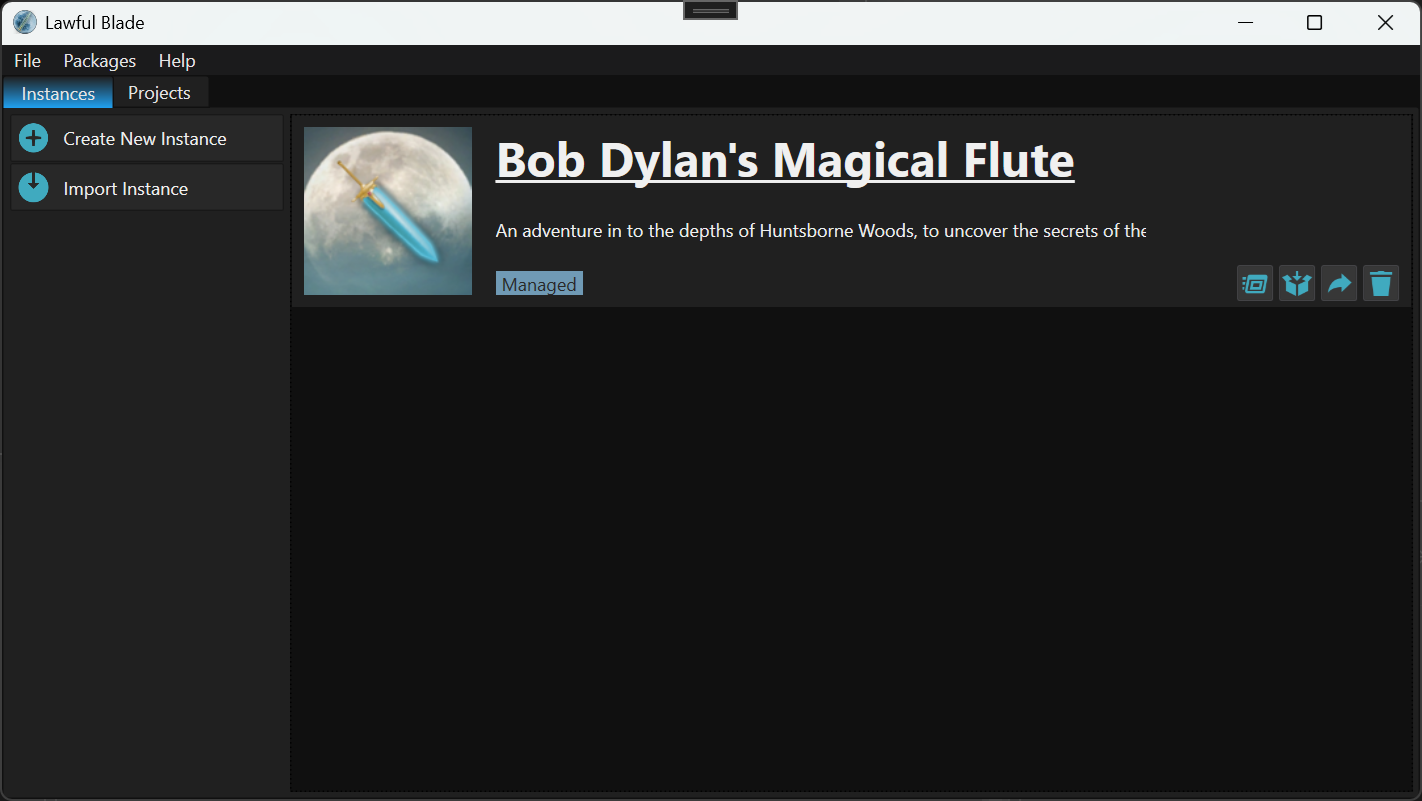 Lawful Blade
File Packages Help
Instances Projects
Create New Instance
Import Instance
Bob Dylan's Magical Flute
An adventure in to the depths of Huntsborne Woods, to uncover the secrets of the
Managed